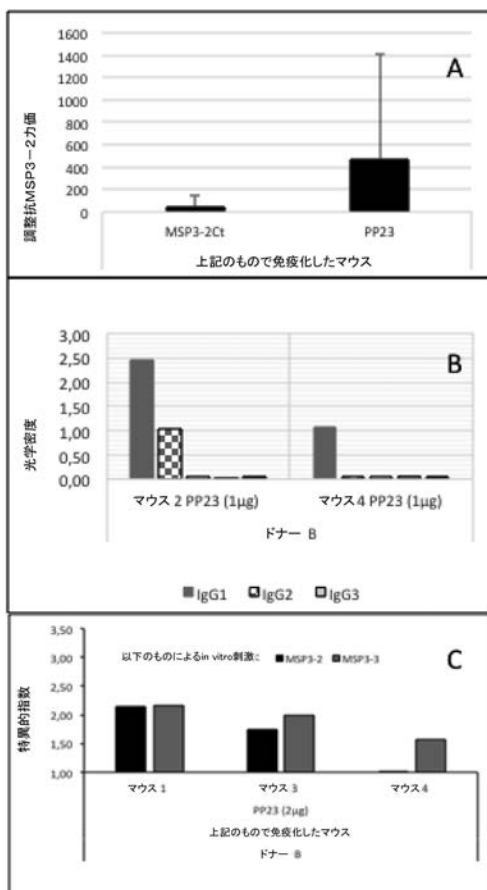 A
調整抗MSP3－2力価
1600
1400
1200
1000
800
600
400
200
0
MSP3-2Ct PP23
上記のもので免疫化したマウス
B
光学密度
3,00
2,50
2,00
1,50
1,00
0,50
0,00
マウス 2 PP23 (1μg) マウス4 PP23 (1μg)
ドナー B
IgG1 IgG2 IgG3
C
特異的指数
3,50
3,00
2,50
2,00
1,50
1,00
以下のものによるin vitro刺激: MSP3-2 MSP3-3
マウス 1 マウス 3 マウス4
PP23 (2μg)
上記のもので免疫化したマウス
ドナー B